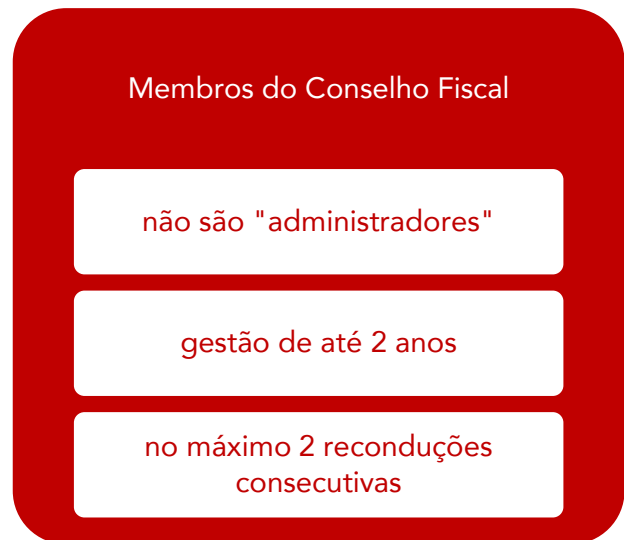 Membros do Conselho Fiscal
não são "administradores"
gestão de até 2 anos
no máximo 2 reconduções
consecutivas